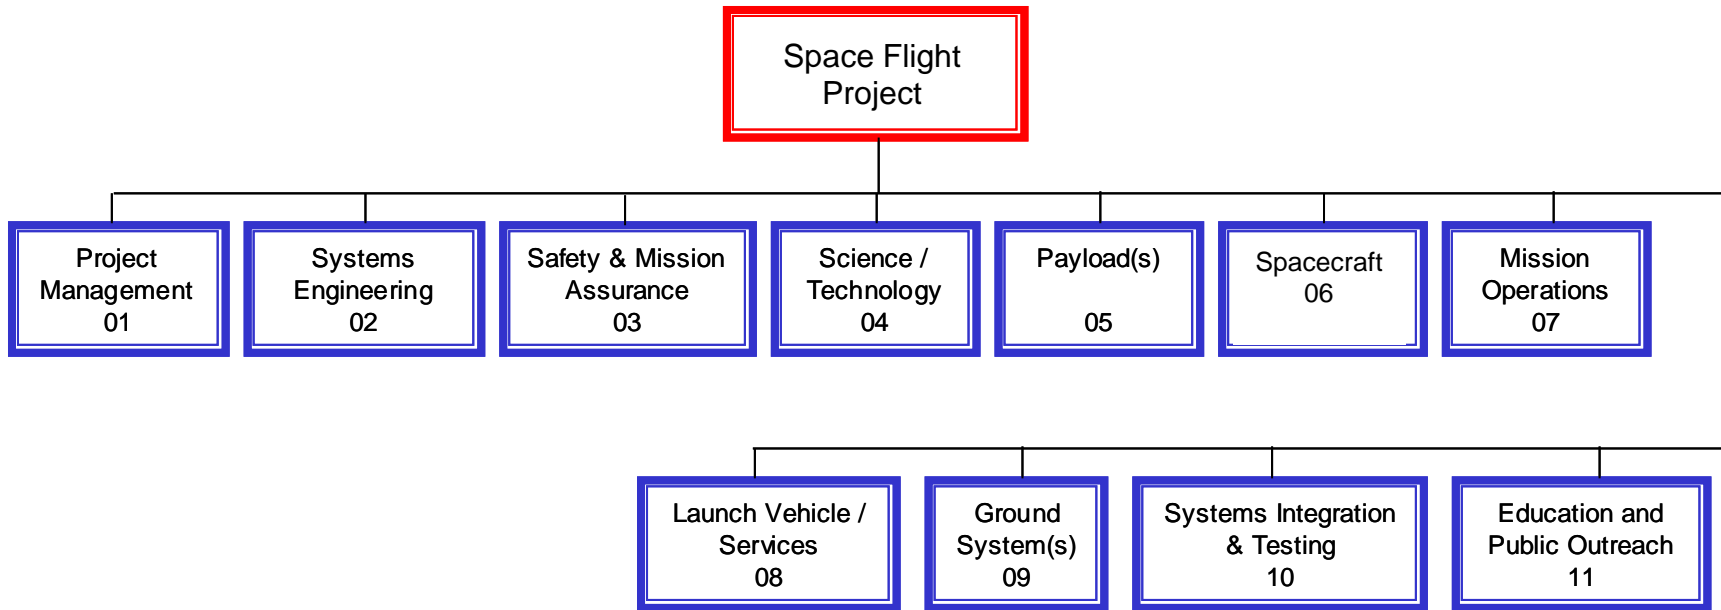 Space Flight
Project
Project
Management
01
Systems
Engineering
02
Safety & Mission
Assurance
03
Science /
Technology
04
Payload(s)
05
Spacecraft
06
Mission
Operations
07
Launch Vehicle /
Services
08
Ground
System(s)
09
Systems Integration
& Testing
10
Education and
Public Outreach
11